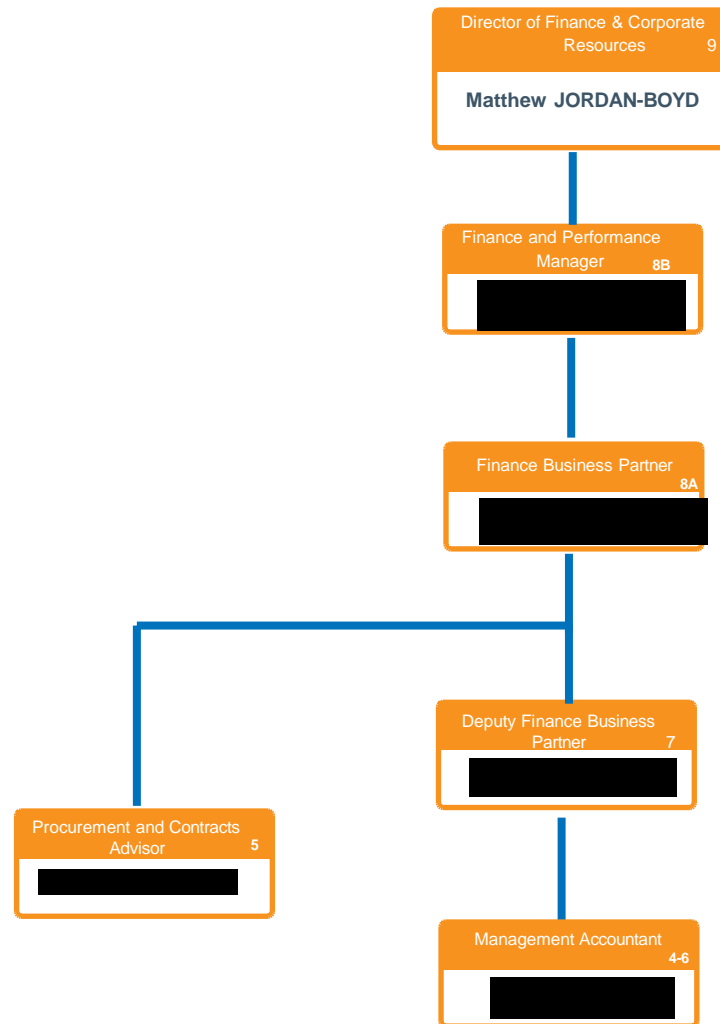 Director of Finance & Corporate
Resources 9
Matthew JORDAN-BOYD
Finance and Performance
Manager 8B
Finance Business Partner
8A
Deputy Finance Business
Partner 7
Procurement and Contracts
Advisor 5
Management Accountant
4-6